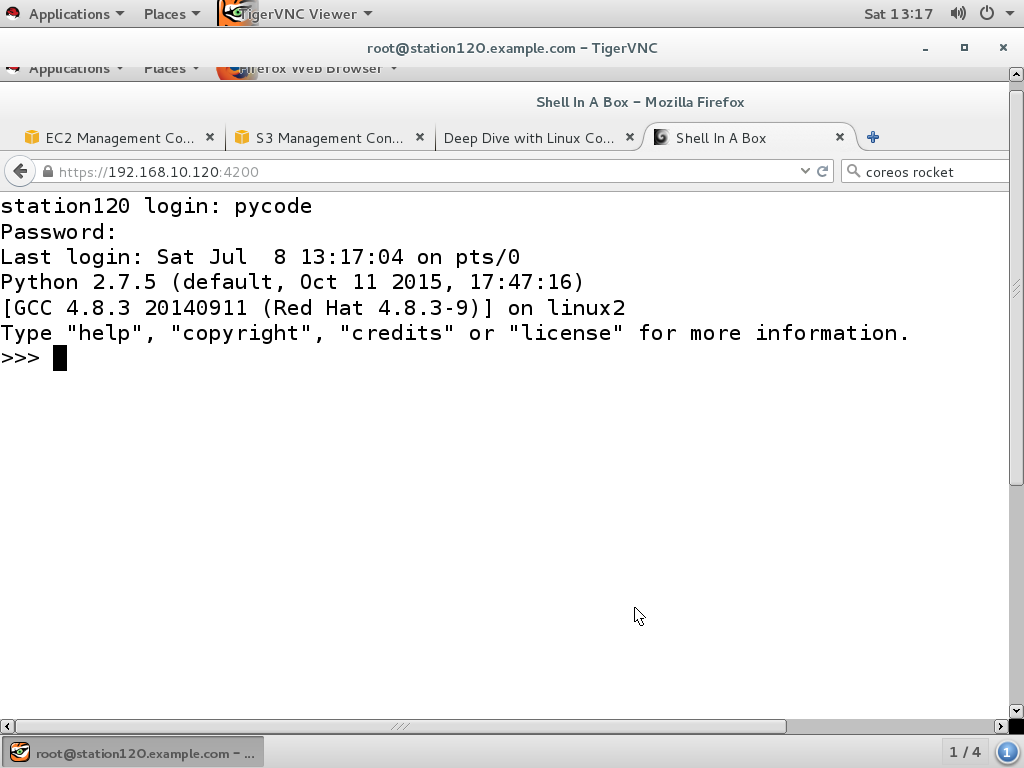 Applications Places TigerVNC Viewer Sat 13:17
root@station120.example.com – TigerVNC
Applications Places Firefox Web Browser
Shell In A Box – Mozilla Firefox
EC2 Management Co... S3 Management Con... Deep Dive with Linux Co... Shell In A Box
https://192.168.10.120:4200 coreos rocket
station120 login: pycode
Password:
Last login: Sat Jul  8 13:17:04 on pts/0
Python 2.7.5 (default, Oct 11 2015, 17:47:16)
[GCC 4.8.3 20140911 (Red Hat 4.8.3-9)] on linux2
Type "help", "copyright", "credits" or "license" for more information.
>>>
root@station120.example.com – ... 1 / 4 1